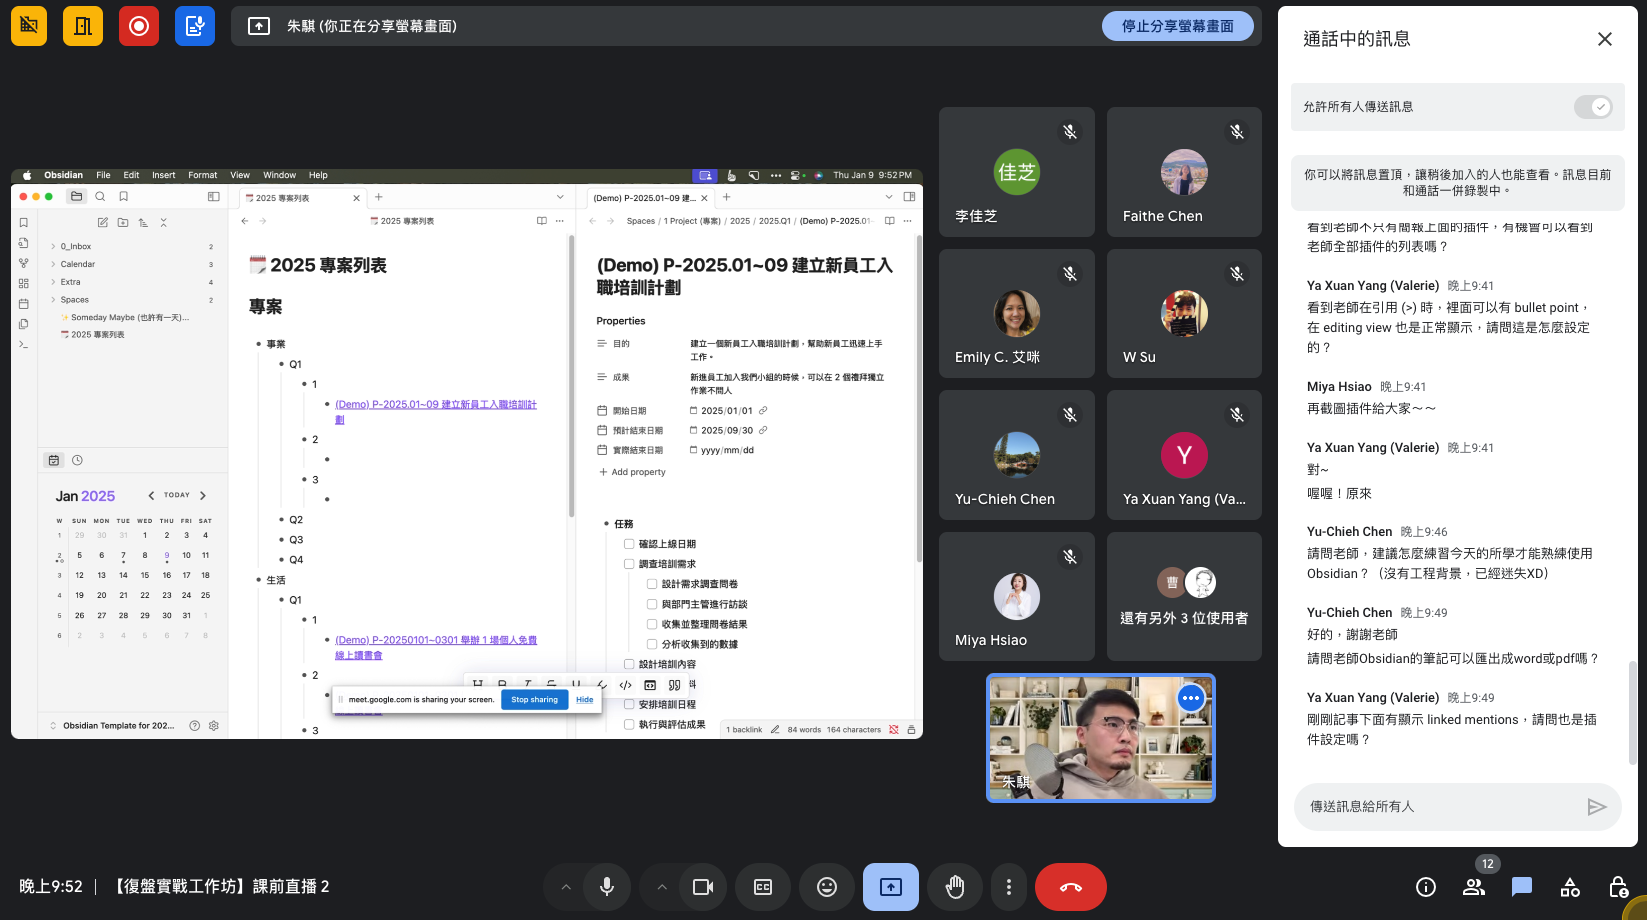 朱騏 (你正在分享螢幕畫面)
停止分享螢幕畫面
Obsidian File Edit Insert Format View Window Help
Thu Jan 9 9:52 PM
0_Inbox 2
Calendar 3
Extra 4
Spaces 2
Someday Maybe (也許有一天)...
2025 專案列表
Jan 2025
TODAY
W SUN MON TUE WED THU FRI SAT
1 29 30 31 1 2 3 4
2 5 6 7 8 9 10 11
3 12 13 14 15 16 17 18
4 19 20 21 22 23 24 25
5 26 27 28 29 30 31 1
6 2 3 4 5 6 7 8
Obsidian Template for 202...
2025 專案列表
2025 專案列表
2025 專案列表
專案
事業
Q1
1
(Demo) P-2025.01~09 建立新員工入職培訓計
劃
2
3
Q2
Q3
Q4
生活
Q1
1
(Demo) P-20250101~0301 舉辦 1 場個人免費
線上讀書會
2
3
meet.google.com is sharing your screen.
Stop sharing
Hide
(Demo) P-2025.01~09 建...
Spaces / 1 Project (專案) / 2025 / 2025.Q1 / (Demo) P-2025.01-
(Demo) P-2025.01~09 建立新員工入
職培訓計劃
Properties
目的 建立一個新員工入職培訓計劃，幫助新員工迅速上手
工作。
成果 新進員工加入我們小組的時候，可以在 2 個禮拜獨立
作業不問人
開始日期 2025/01/01
預計結束日期 2025/09/30
實際結束日期 yyyy/mm/dd
Add property
任務
確認上線日期
調查培訓需求
設計需求調查問卷
與部門主管進行訪談
收集並整理問卷結果
分析收集到的數據
設計培訓內容
料
安排培訓日程
執行與評估成果
1 backlink 84 words 164 characters
佳芝
李佳芝
Faithe Chen
Emily C. 艾咪
W Su
Yu-Chieh Chen
Y
Ya Xuan Yang (Va...
Miya Hsiao
曹
還有另外 3 位使用者
朱騏
通話中的訊息
允許所有人傳送訊息
你可以將訊息置頂，讓稍後加入的人也能查看。訊息目前
和通話一併錄製中。
看到老師不只有簡報上面的插件，有機會可以看到
老師全部插件的列表嗎？
Ya Xuan Yang (Valerie) 晚上9:41
看到老師在引用 (>) 時，裡面可以有 bullet point，
在 editing view 也是正常顯示，請問這是怎麼設定
的？
Miya Hsiao 晚上9:41
再截圖插件給大家～～
Ya Xuan Yang (Valerie) 晚上9:41
對~
喔喔！原來
Yu-Chieh Chen 晚上9:46
請問老師，建議怎麼練習今天的所學才能熟練使用
Obsidian？（沒有工程背景，已經迷失XD）
Yu-Chieh Chen 晚上9:49
好的，謝謝老師
請問老師Obsidian的筆記可以匯出成word或pdf嗎？
Ya Xuan Yang (Valerie) 晚上9:49
剛剛記事下面有顯示 linked mentions，請問也是插
件設定嗎？
傳送訊息給所有人
晚上9:52 | 【復盤實戰工作坊】課前直播 2
12